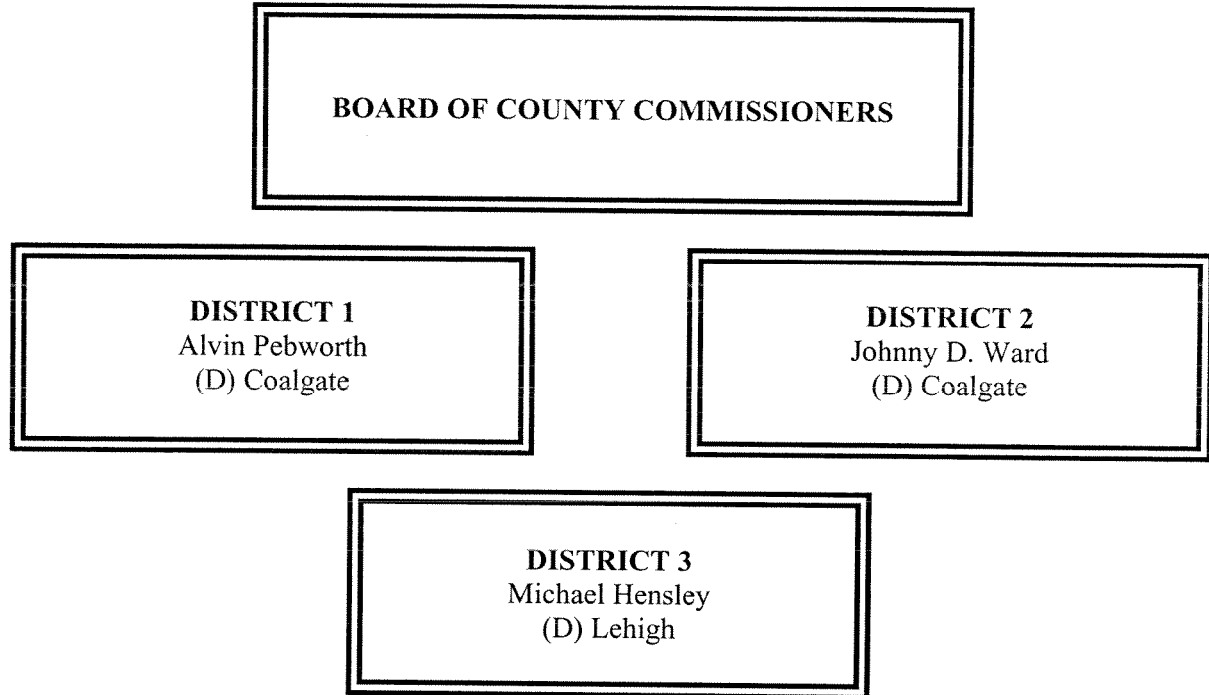 BOARD OF COUNTY COMMISSIONERS
DISTRICT 1
Alvin Pebworth
(D) Coalgate
DISTRICT 2
Johnny D. Ward
(D) Coalgate
DISTRICT 3
Michael Hensley
(D) Lehigh